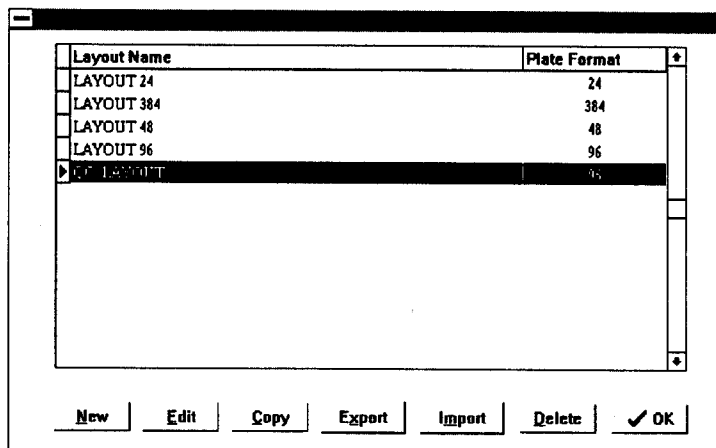 Layout Name Plate Format
LAYOUT 24 24
LAYOUT 384 384
LAYOUT 48 48
LAYOUT 96 96
LAYOUT
New Edit Copy Export Import Delete OK